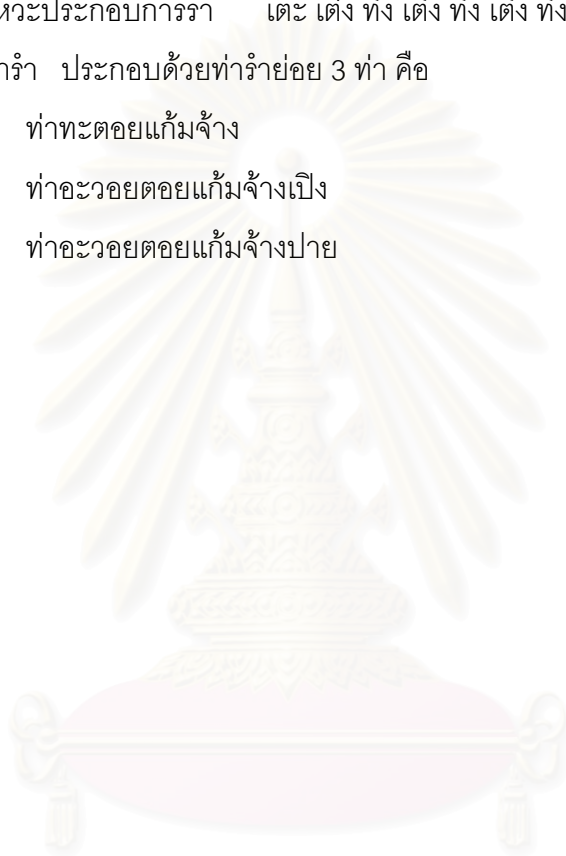 หวะประกอบการรำ เตะ เต่ง ทั่ง เต่ง ทั่ง เต่ง ทั่ง
ารำ ประกอบด้วยท่ารำย่อย 3 ท่า คือ
ท่าทะตอยแก้มจ้าง
ท่าอะวอยตอยแก้มจ้างเปิง
ท่าอะวอยตอยแก้มจ้างปาย